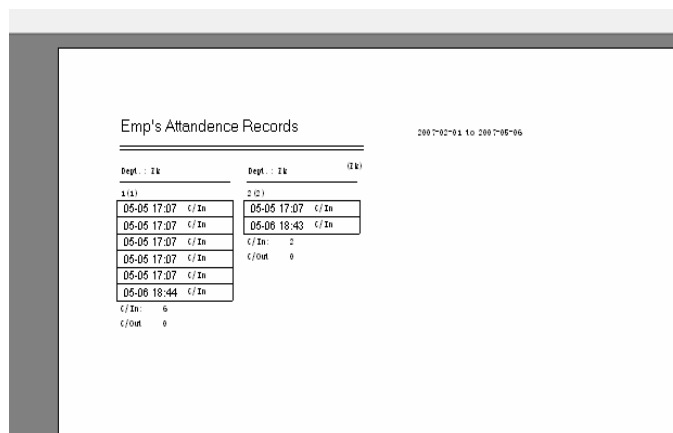 Emp's Attandence Records
2007-02-01 to 2007-05-06
(Zk)
Dept.: Zk
1(1)
05-05 17:07 C/In
05-05 17:07 C/In
05-05 17:07 C/In
05-05 17:07 C/In
05-05 17:07 C/In
05-06 18:44 C/In
C/In: 6
C/Out 0
Dept.: Zk
2(2)
05-05 17:07 C/In
05-06 18:43 C/In
C/In: 2
C/Out 0